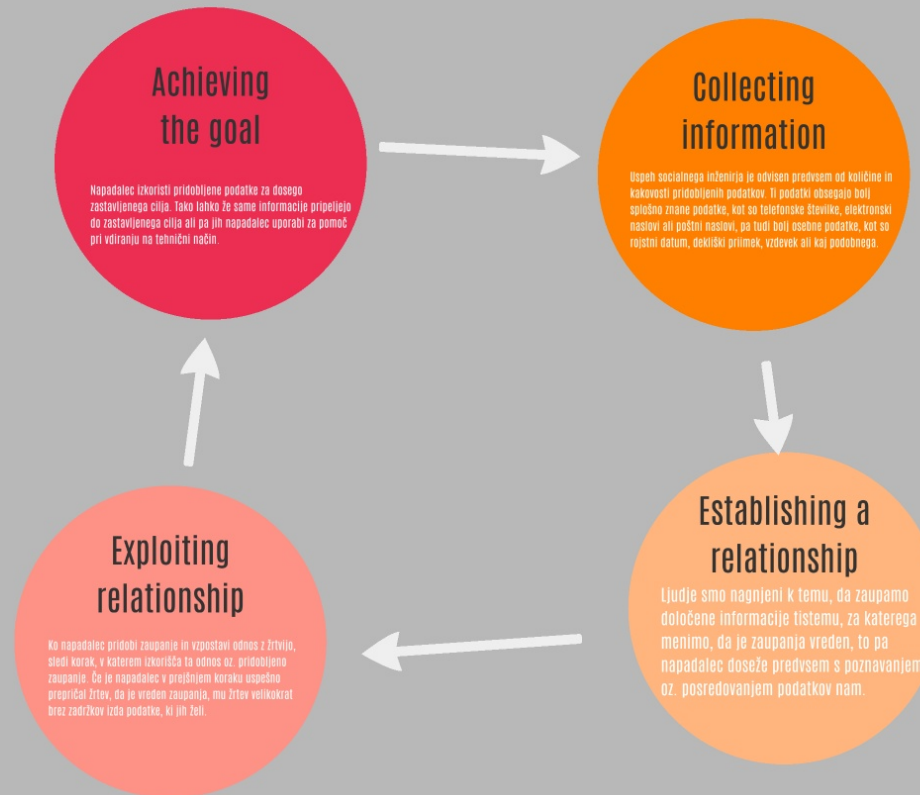 Achieving
the goal
Napadalec izkoristi pridobljene podatke za dosego
zastavljenega cilja. Tako lahko že same informacije pripeljejo
do zastavljenega cilja ali pa jih napadalec uporabi za pomoč
pri vdiranju na tehnični način.
Collecting
information
Uspeh socialnega inženirja je odvisen predvsem od količine in
kakovosti pridobljenih podatkov. Ti podatki obsegajo bolj
splošno znane podatke, kot so telefonske številke, elektronski
naslovi ali poštni naslovi, pa tudi bolj osebne podatke, kot so
rojstni datum, dekliški priimek, vzdevek ali kaj podobnega.
Establishing a
relationship
Ljudje smo nagnjeni k temu, da zaupamo
določene informacije tistemu, za katerega
menimo, da je zaupanja vreden, to pa
napadalec doseže predvsem s poznavanjem
oz. posredovanjem podatkov nam.
Exploiting
relationship
Ko napadalec pridobi zaupanje in vzpostavi odnos z žrtvijo,
sledi korak, v katerem izkorišča ta odnos oz. pridobljeno
zaupanje. Če je napadalec v prejšnjem koraku uspešno
prepričal žrtev, da je vreden zaupanja, mu žrtev velikokrat
brez zadržkov izda podatke, ki jih želi.